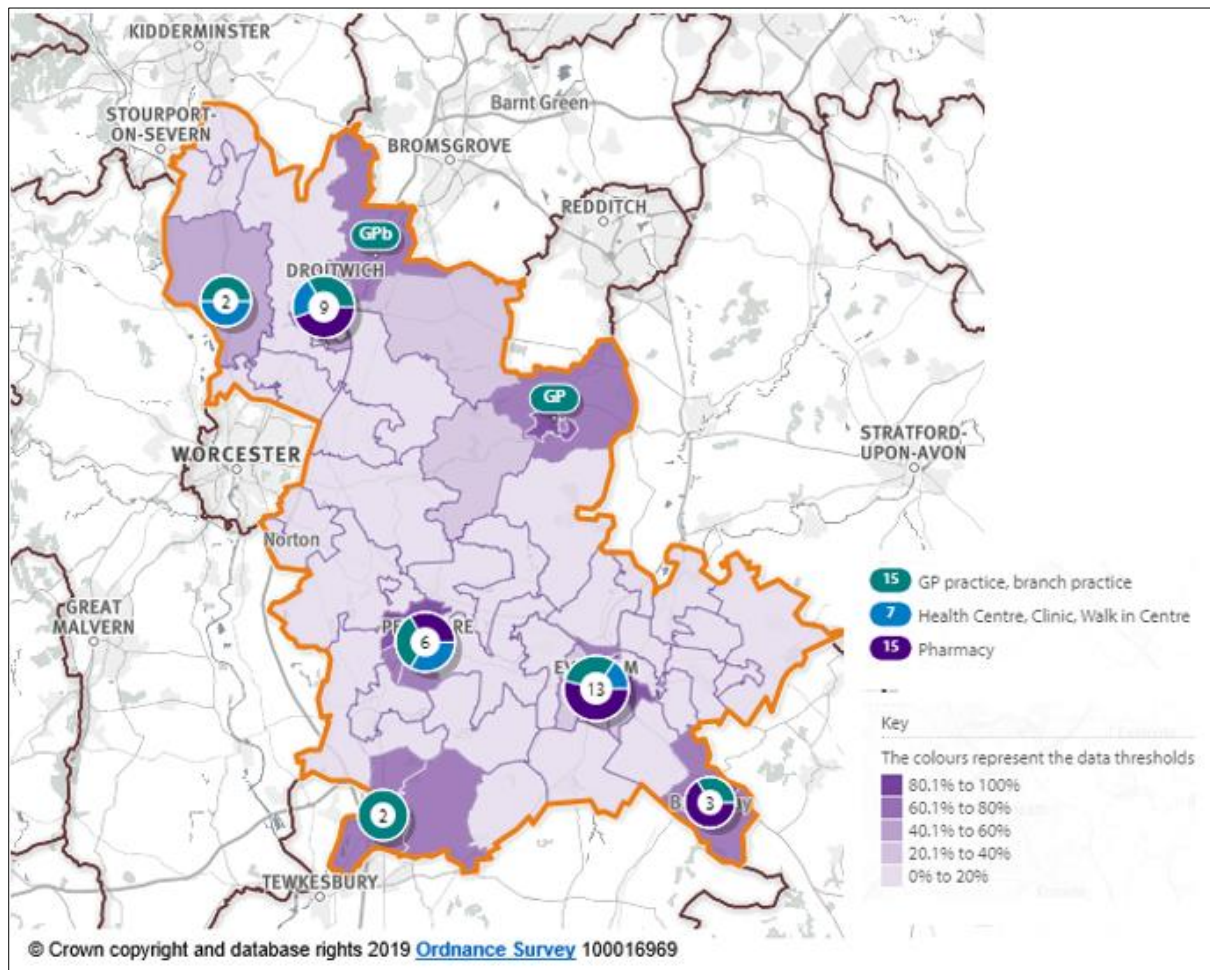 KIDDERMINSTER
STOURPORT-
ON-SEVERN
Barnt Green
BROMSGROVE
REDDITCH
GPb
DROITWICH
2
9
GP
STRATFORD-
UPON-AVON
WORCESTER
Norton
GREAT
MALVERN
6
13
15 GP practice, branch practice
7 Health Centre, Clinic, Walk in Centre
15 Pharmacy
Key
The colours represent the data thresholds
80.1% to 100%
60.1% to 80%
40.1% to 60%
20.1% to 40%
0% to 20%
3
2
TEWKESBURY
© Crown copyright and database rights 2019 Ordnance Survey 100016969